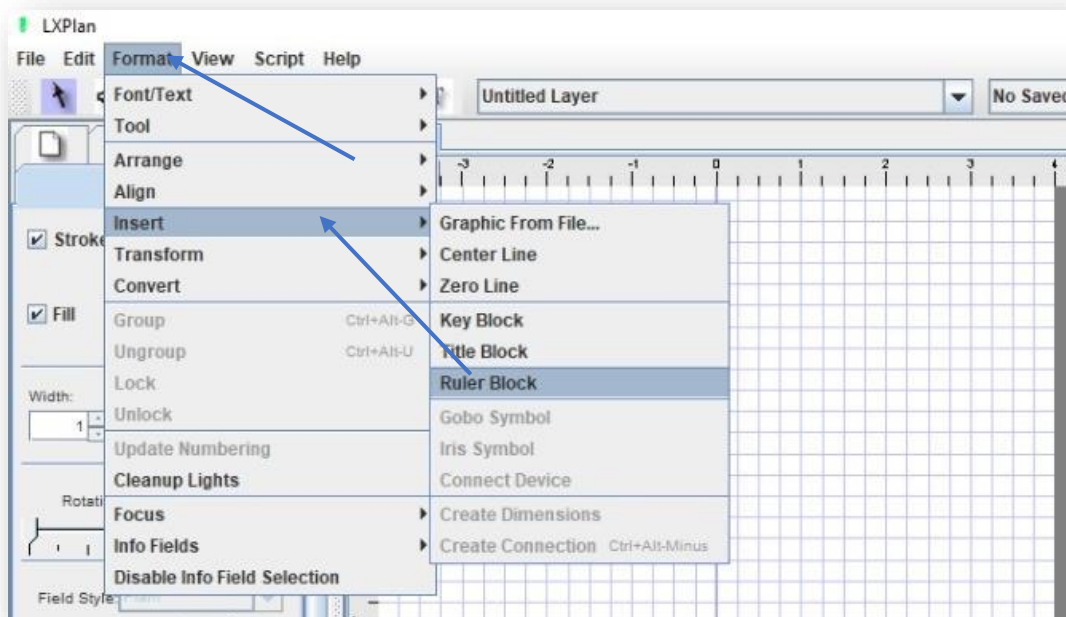 LXPlan
File Edit Format View Script Help
Untitled Layer No Saved
Font/Text
Tool
-3 -2 -1 0 1 2 3 4
Arrange
Align
Insert
Graphic From File...
Stroke
Transform
Center Line
Convert
Zero Line
Fill
Group Ctrl+Alt-G
Key Block
Ungroup Ctrl+Alt-U
Title Block
Lock
Ruler Block
Width:
Unlock
Gobo Symbol
1
Update Numbering
Iris Symbol
Cleanup Lights
Connect Device
Rotati
Focus
Create Dimensions
Info Fields
Create Connection Ctrl+Alt-Minus
Disable Info Field Selection
Field Style: